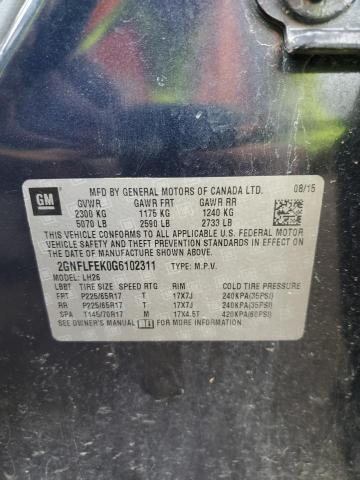 GM
MFD BY GENERAL MOTORS OF CANADA LTD. 08/15
GVWR GAWR FRT GAWR RR
2300 KG 1175 KG 1240 KG
5070 LB 2590 LB 2733 LB
THIS VEHICLE CONFORMS TO ALL APPLICABLE U.S. FEDERAL
MOTOR VEHICLE SAFETY, BUMPER, AND THEFT PREVENTION
STANDARDS IN EFFECT ON THE DATE OF MANUFACTURE
SHOWN ABOVE.
2GNFLFEK0G6102311 TYPE: M.P.V.
LH26
LBBT TIRE SIZE SPEED RTG RIM COLD TIRE PRESSURE
FRT P225/65R17 T 17X7J 240KPA(35PSI)
RR P225/65R17 T 17X7J 240KPA(35PSI)
SPA T145/70R17 M 17X4.5T 420KPA(60PSI)
SEE OWNER'S MANUAL FOR ADDITIONAL INFORMATION.